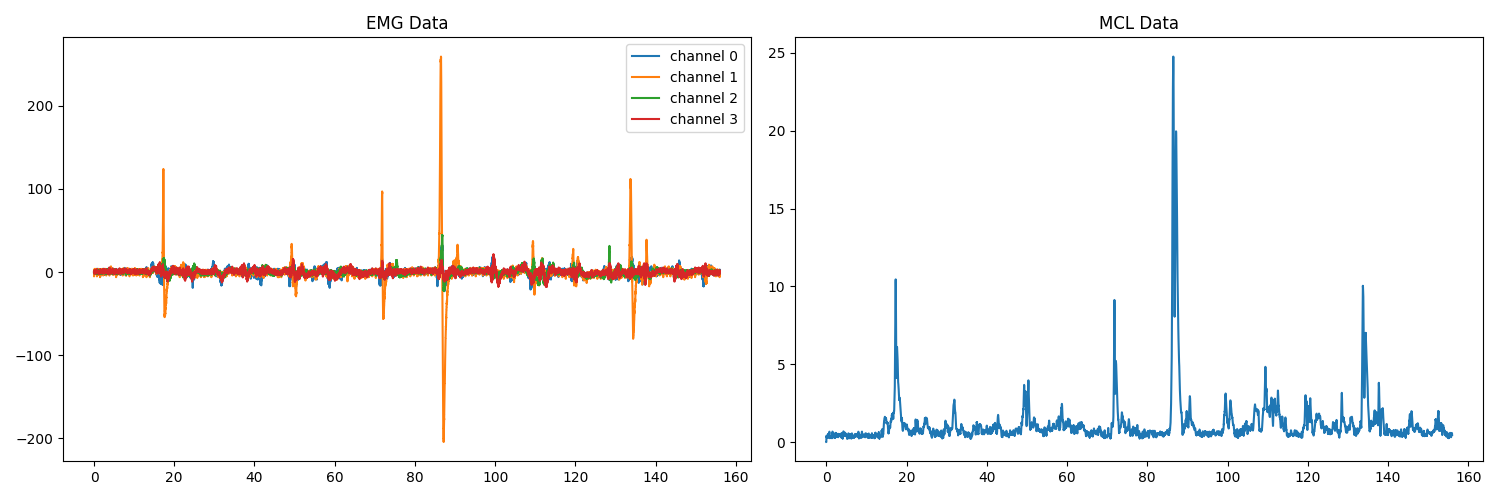 EMG Data
channel 0
channel 1
channel 2
channel 3
200
100
0
−100
−200
0 20 40 60 80 100 120 140 160
MCL Data
25
20
15
10
5
0
0 20 40 60 80 100 120 140 160